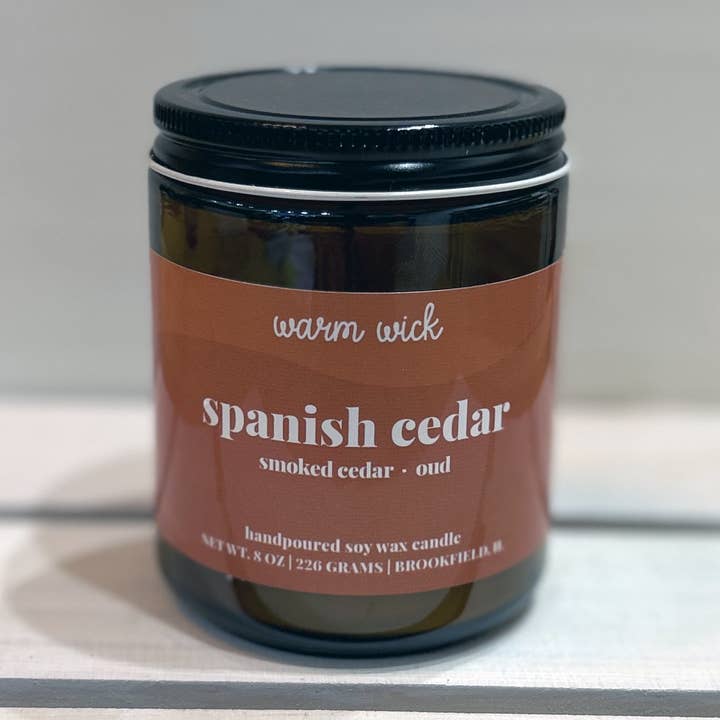 warm wick
spanish cedar
smoked cedar · oud
handpoured soy wax candle
NET WT. 8 OZ | 226 GRAMS | BROOKFIELD, IL